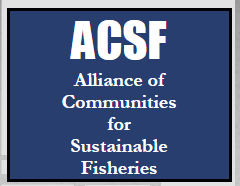 ACSF
Alliance of
Communities
for
Sustainable
Fisheries